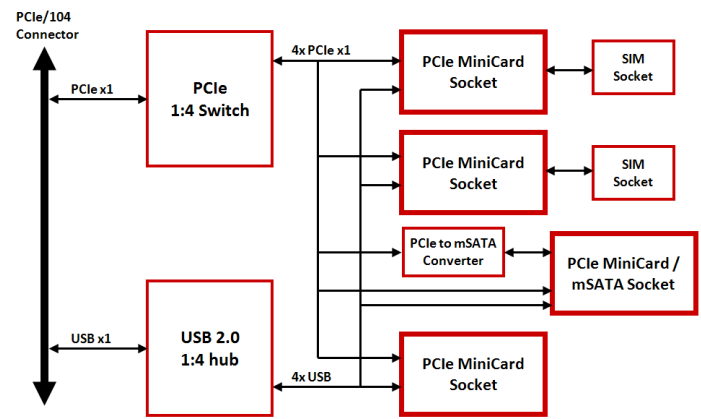 PCIe/104
Connector
PCIe x1
PCIe
1:4 Switch
4x PCIe x1
PCIe MiniCard
Socket
SIM
Socket
PCIe MiniCard
Socket
SIM
Socket
PCIe to mSATA
Converter
PCIe MiniCard /
mSATA Socket
USB x1
USB 2.0
1:4 hub
4x USB
PCIe MiniCard
Socket